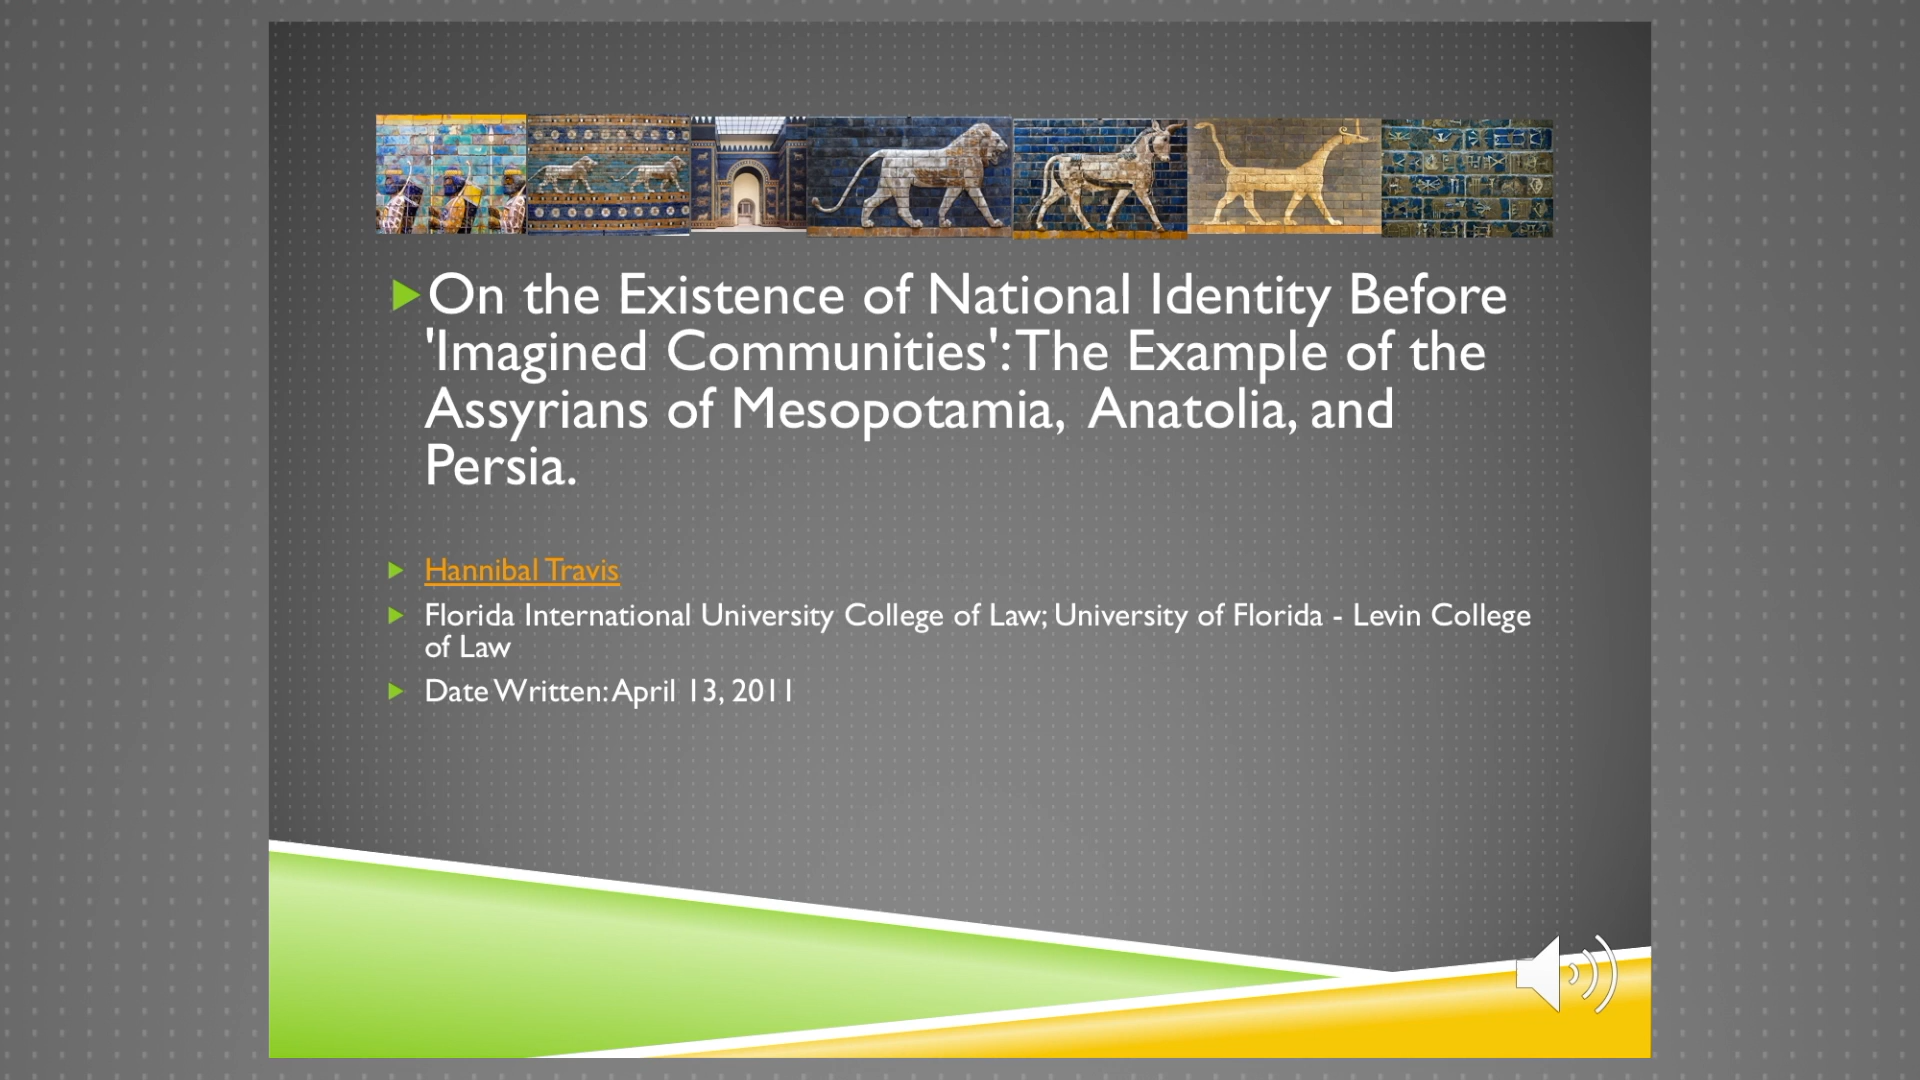 On the Existence of National Identity Before
'Imagined Communities': The Example of the
Assyrians of Mesopotamia, Anatolia, and
Persia.
Hannibal Travis
Florida International University College of Law; University of Florida - Levin College
of Law
Date Written: April 13, 2011